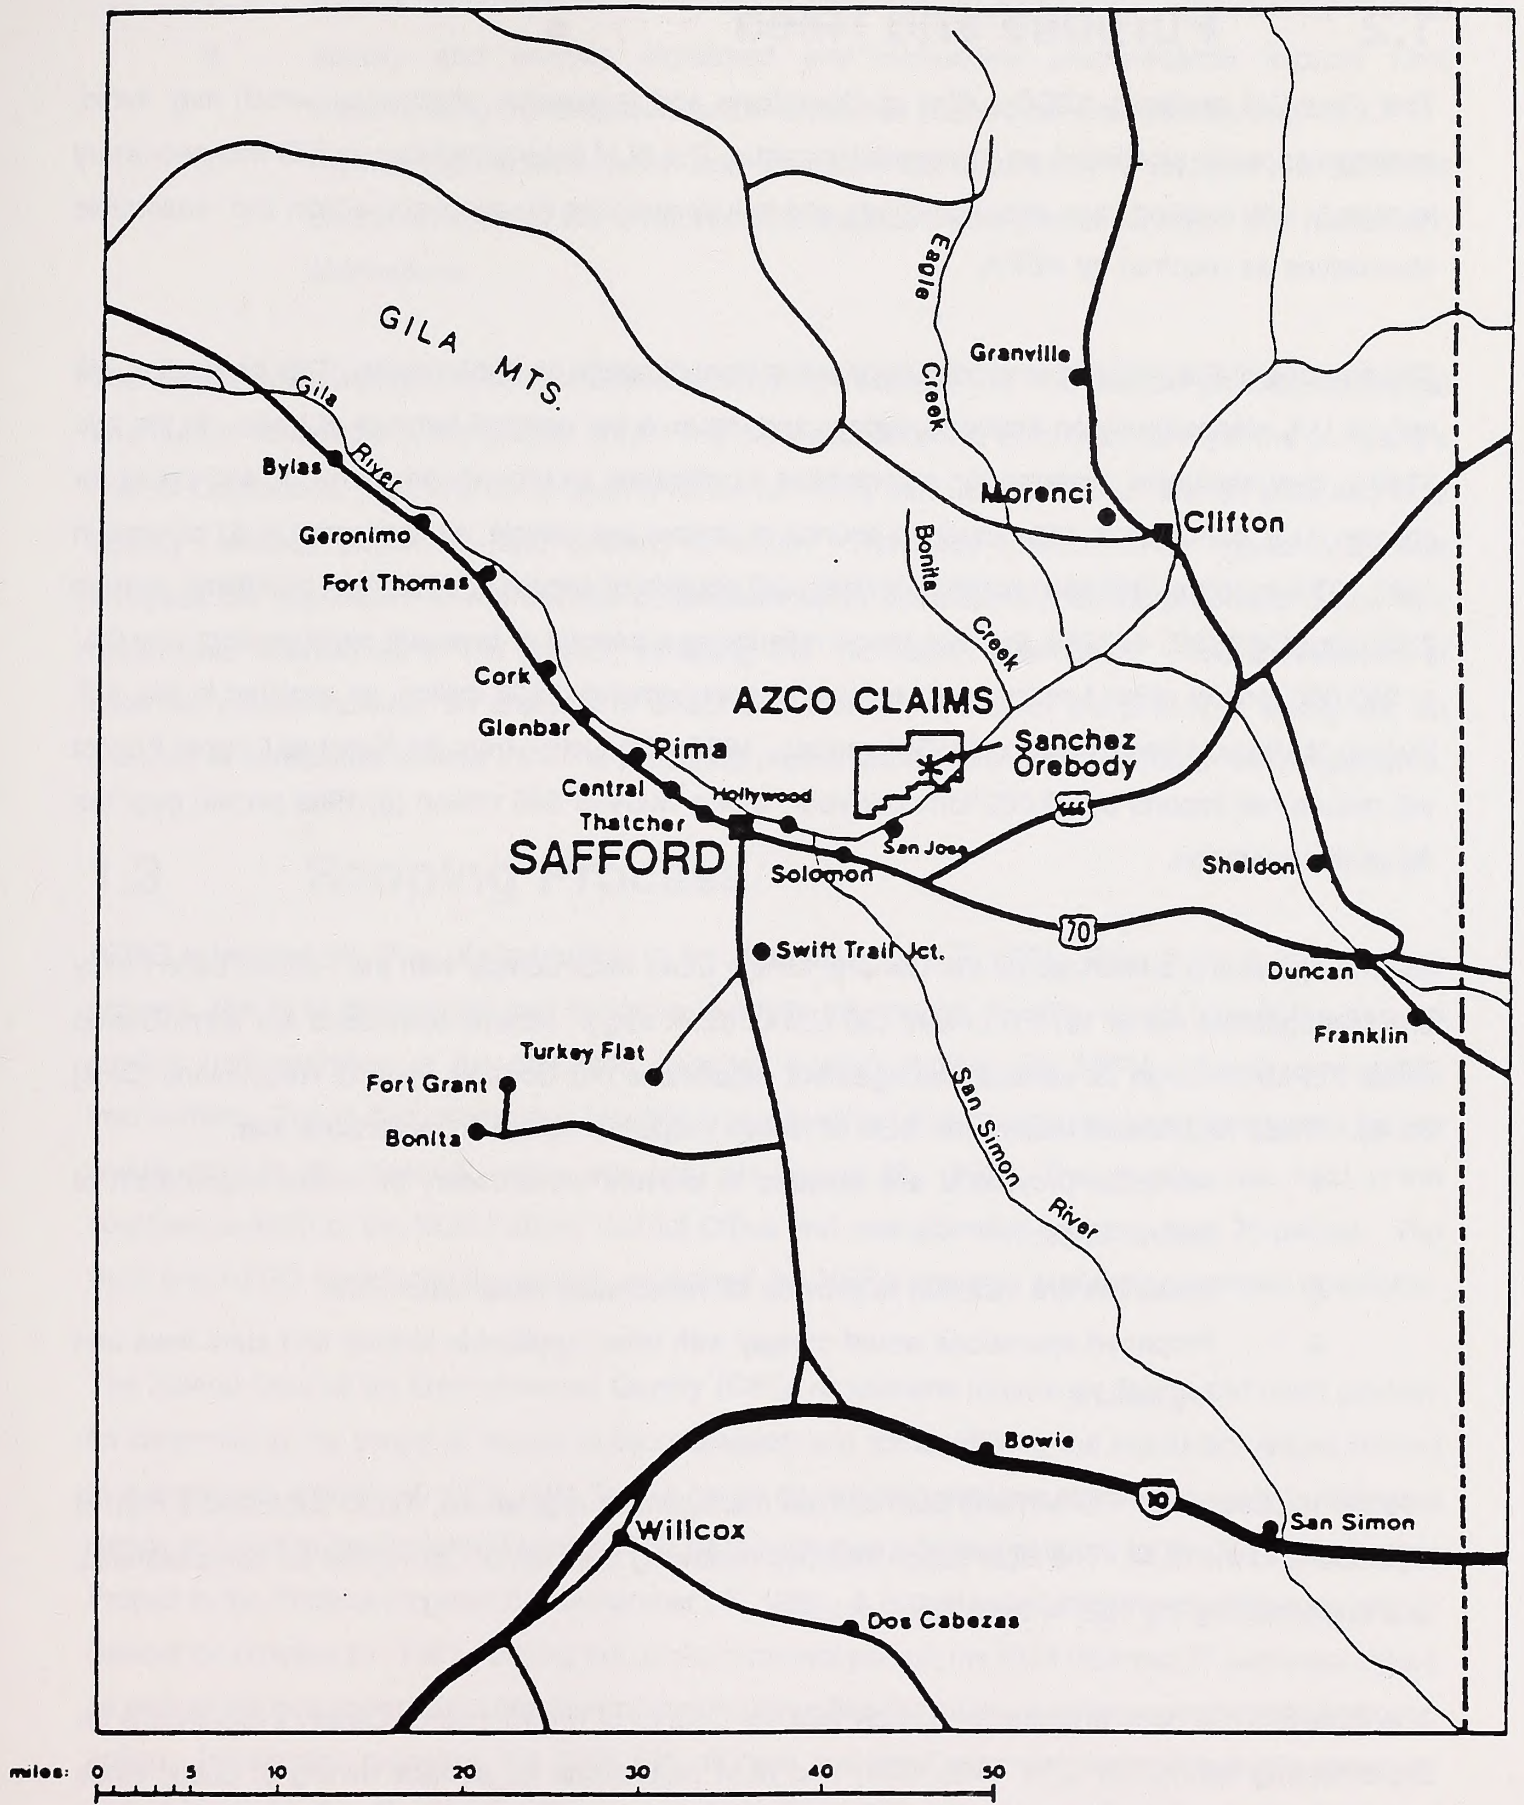 GILA MTS.
Eagle
Creek
Granville
Gila
River
Bylas
Morenci
Clifton
Geronimo
Bonita
Creek
Fort Thomas
Cork
AZCO CLAIMS
Glenbar
Pima
Sanchez
Orebody
Central
Hollywood
666
Thatcher
SAFFORD
San Jose
Solomon
Sheldon
70
Swift Trail Jct.
Duncan
Franklin
Turkey Flat
Fort Grant
Bonita
San Simon
River
Bowie
10
Willcox
San Simon
Dos Cabezas
miles: 0 5 10 20 30 40 50